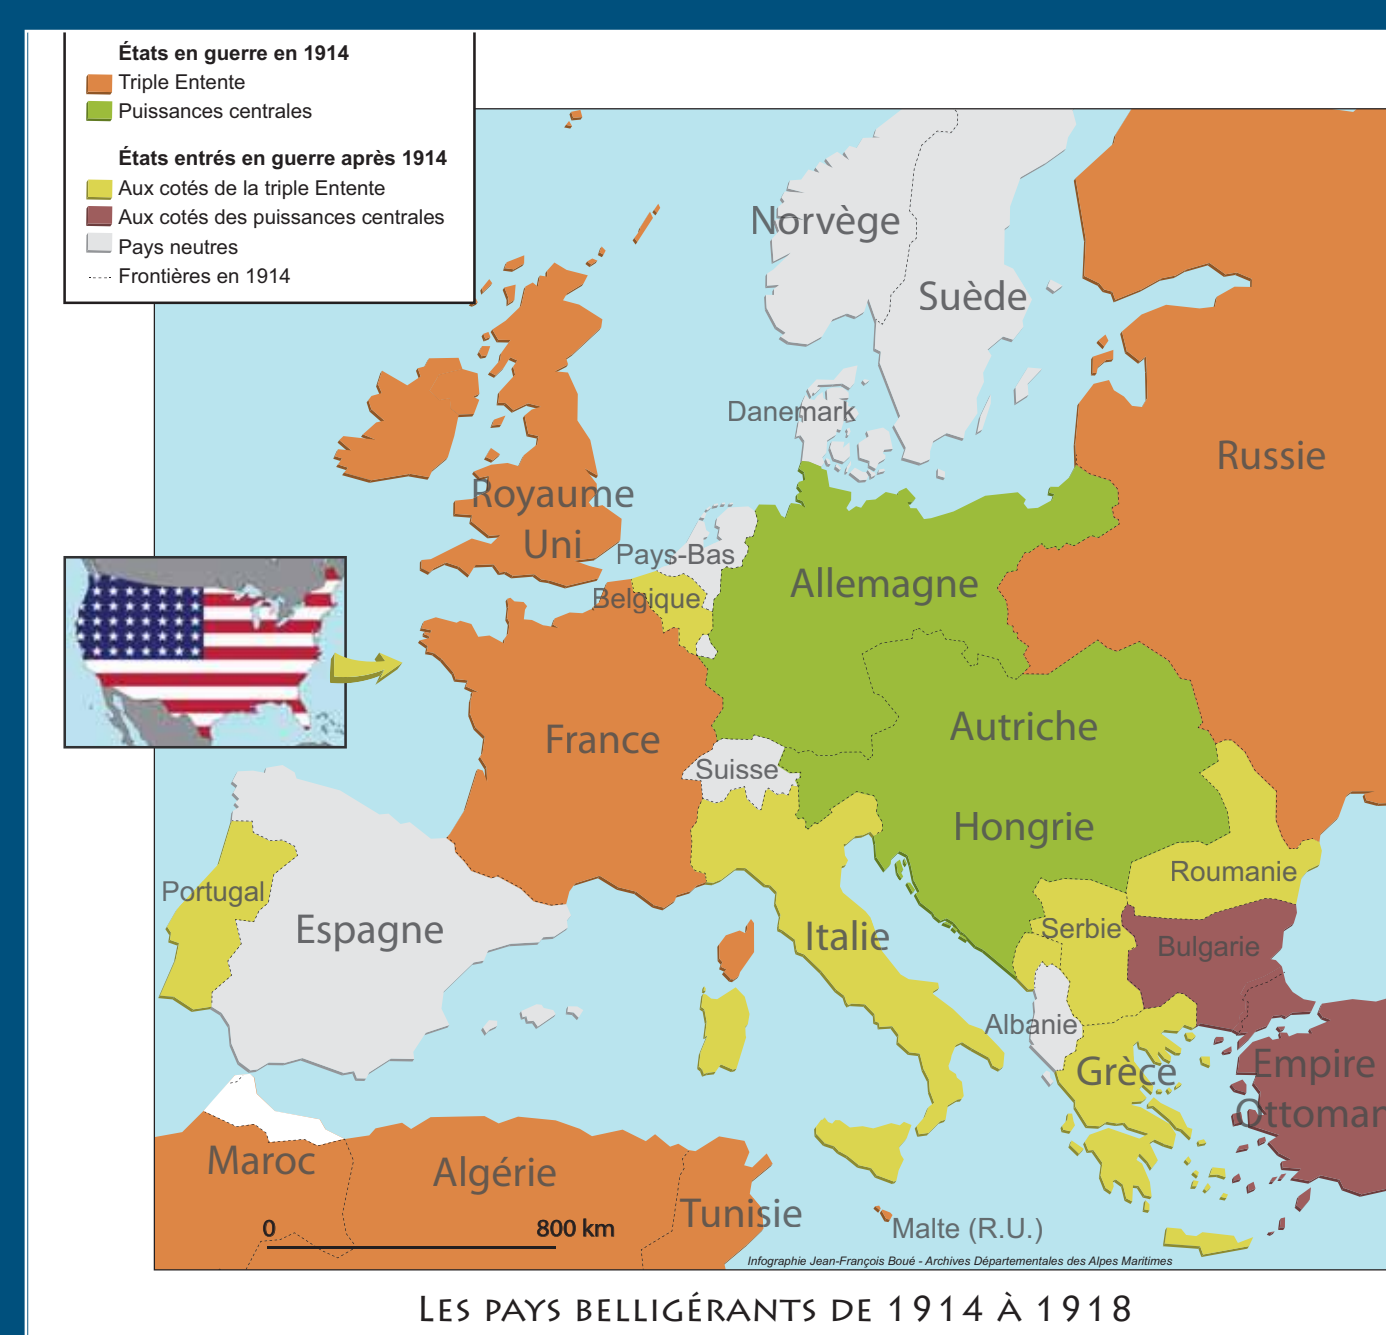 États en guerre en 1914
Triple Entente
Puissances centrales
États entrés en guerre après 1914
Aux cotés de la triple Entente
Aux cotés des puissances centrales
Pays neutres
Frontières en 1914
Norvège
Suède
Danemark
Russie
Royaume
Uni
Pays-Bas
Belgique
Allemagne
France
Autriche
Hongrie
Suisse
Roumanie
Portugal
Espagne
Italie
Serbie
Bulgarie
Albanie
Grèce
Empire
Ottoman
Maroc
Algérie
Tunisie
Malte (R.U.)
0 800 km
Infographie Jean-François Boué - Archives Départementales des Alpes Maritimes
Les pays belligérants de 1914 à 1918